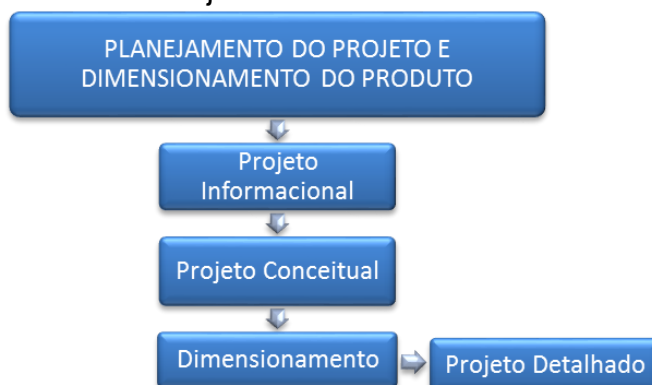 PLANEJAMENTO DO PROJETO E
DIMENSIONAMENTO DO PRODUTO
Projeto
Informacional
Projeto Conceitual
Dimensionamento
Projeto Detalhado